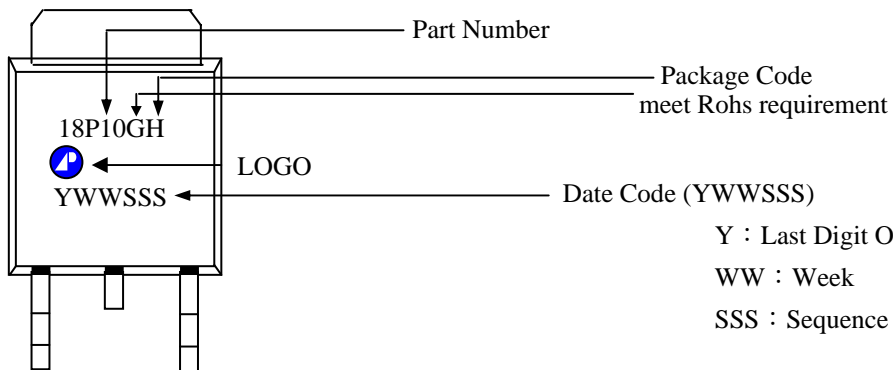 Part Number
Package Code
meet Rohs requirement
18P10GH
LOGO
YWWSSS
Date Code (YWWSSS)
Y：Last Digit O
WW：Week
SSS：Sequence